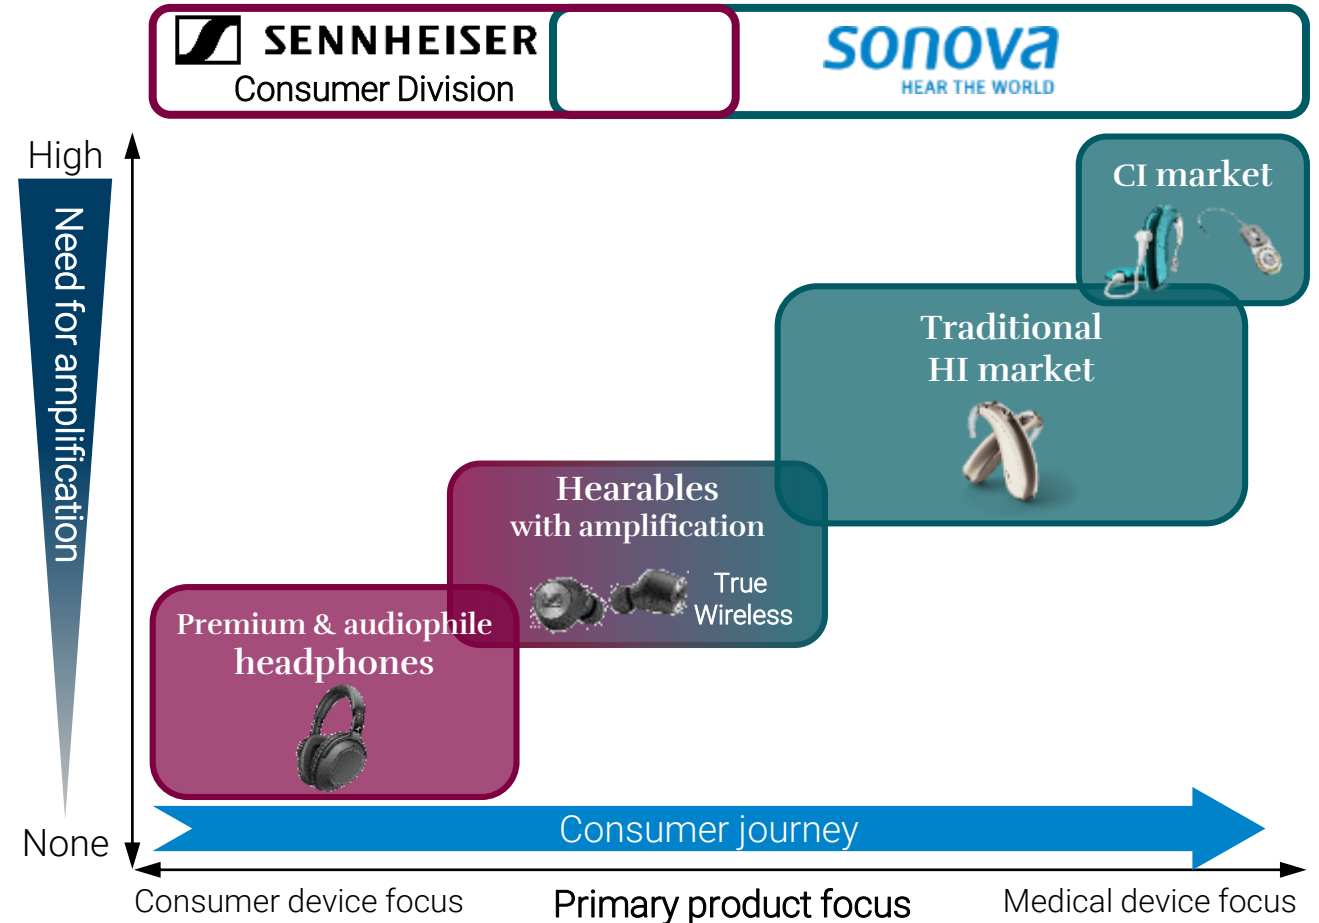 SENNHEISER
Consumer Division
sonova
HEAR THE WORLD
High
Need for amplification
None
CI market
Traditional
HI market
Hearables
with amplification
True
Wireless
Premium & audiophile
headphones
Consumer journey
Consumer device focus
Primary product focus
Medical device focus